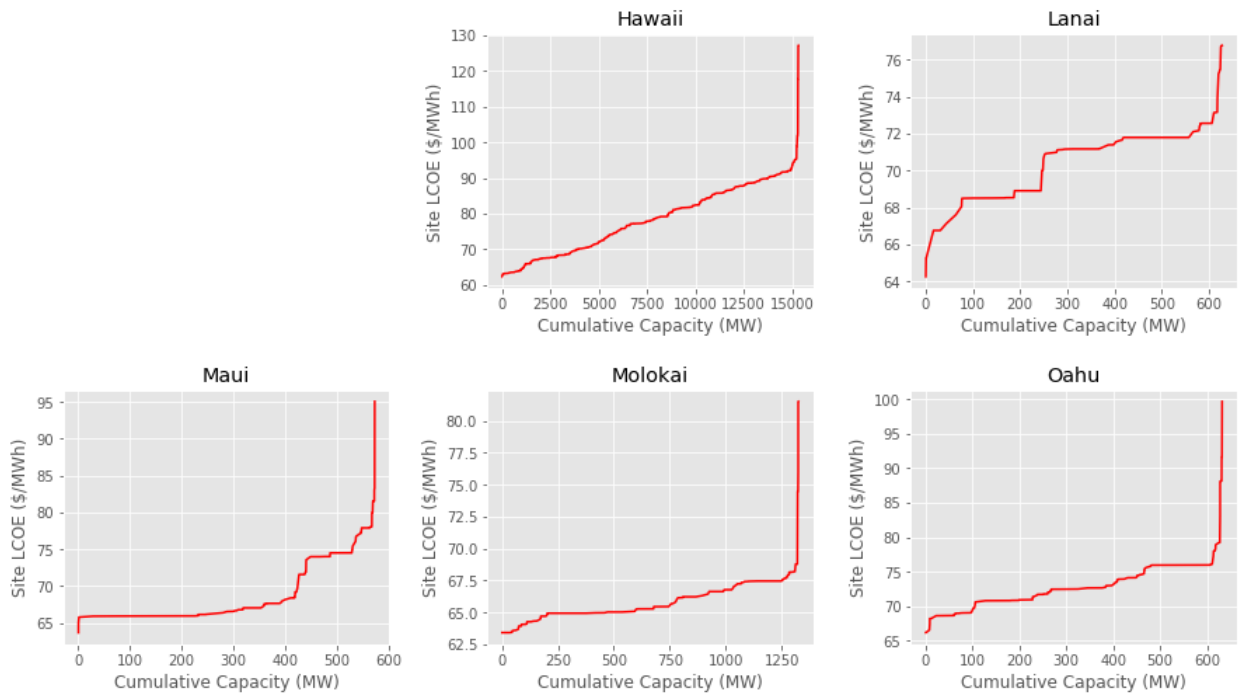 Hawaii
130
120
110
100
90
80
70
60
Site LCOE ($/MWh)
0 2500 5000 7500 10000 12500 15000
Cumulative Capacity (MW)
Lanai
76
74
72
70
68
66
64
Site LCOE ($/MWh)
0 100 200 300 400 500 600
Cumulative Capacity (MW)
Maui
95
90
85
80
75
70
65
Site LCOE ($/MWh)
0 100 200 300 400 500 600
Cumulative Capacity (MW)
Molokai
80.0
77.5
75.0
72.5
70.0
67.5
65.0
62.5
Site LCOE ($/MWh)
0 250 500 750 1000 1250
Cumulative Capacity (MW)
Oahu
100
95
90
85
80
75
70
65
Site LCOE ($/MWh)
0 100 200 300 400 500 600
Cumulative Capacity (MW)